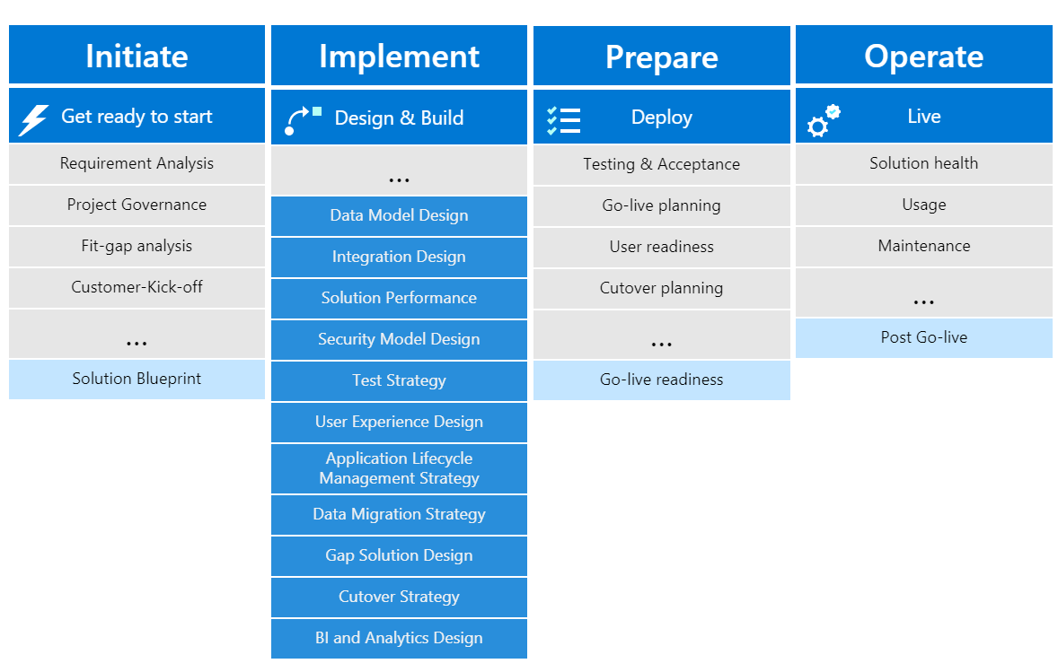 Initiate
Get ready to start
Requirement Analysis
Project Governance
Fit-gap analysis
Customer-Kick-off
...
Solution Blueprint
Implement
Design & Build
...
Data Model Design
Integration Design
Solution Performance
Security Model Design
Test Strategy
User Experience Design
Application Lifecycle
Management Strategy
Data Migration Strategy
Gap Solution Design
Cutover Strategy
BI and Analytics Design
Prepare
Deploy
Testing & Acceptance
Go-live planning
User readiness
Cutover planning
...
Go-live readiness
Operate
Live
Solution health
Usage
Maintenance
...
Post Go-live